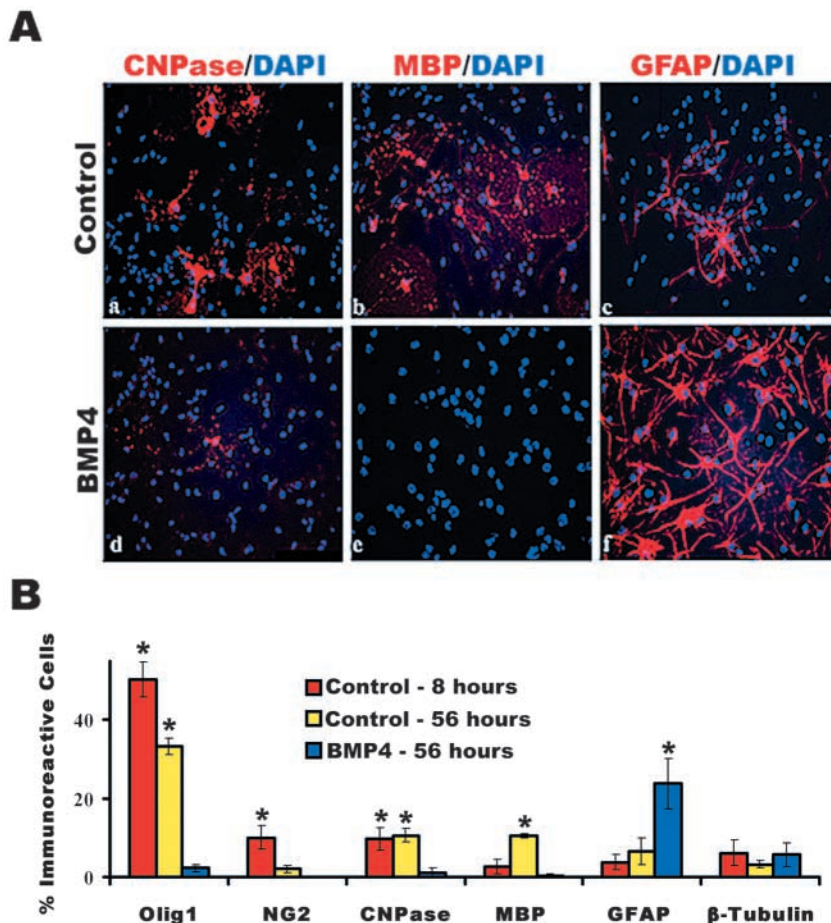 A
CNPase/DAPI MBP/DAPI GFAP/DAPI
Control
a b c
BMP4
d e f
B
% Immunoreactive Cells
* * * * * * *
40
20
0
Control - 8 hours
Control - 56 hours
BMP4 - 56 hours
Olig1 NG2 CNPase MBP GFAP β-Tubulin